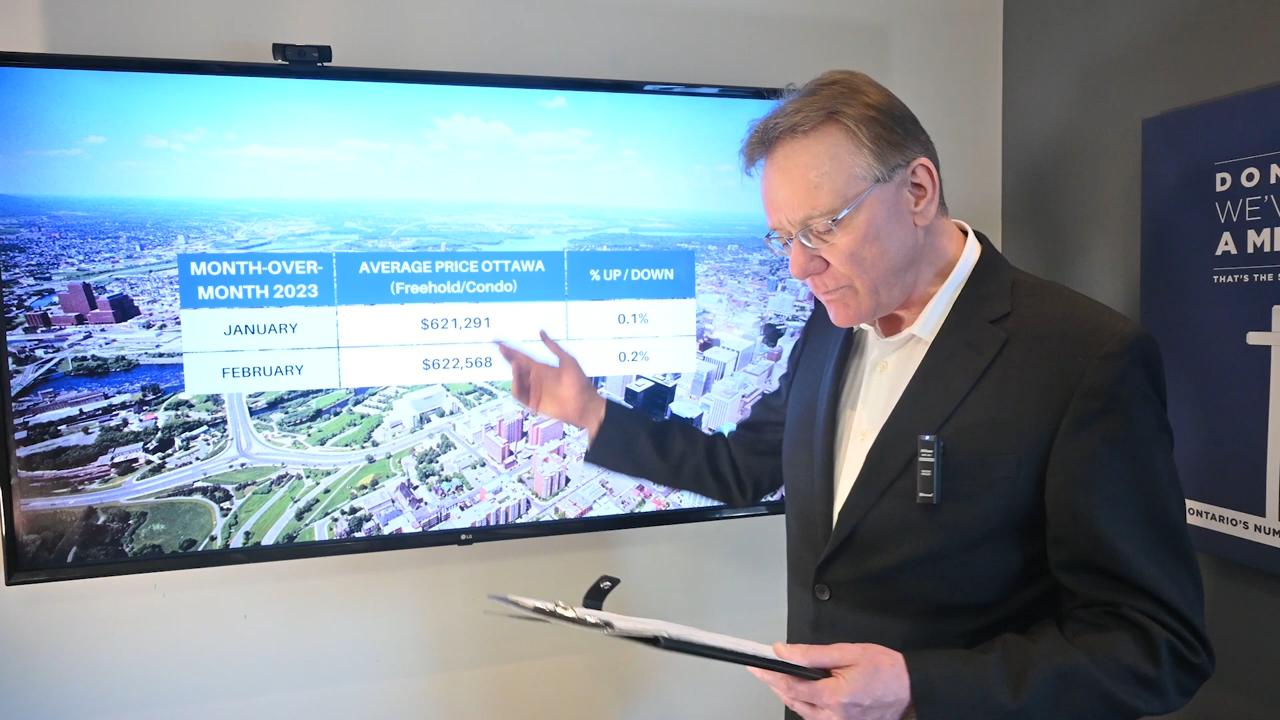 MONTH-OVER-
MONTH 2023
AVERAGE PRICE OTTAWA
(Freehold/Condo)
% UP / DOWN
JANUARY
$621,291
0.1%
FEBRUARY
$622,568
0.2%
LG
DON
WE'V
A MI
THAT'S THE
ONTARIO'S NUM